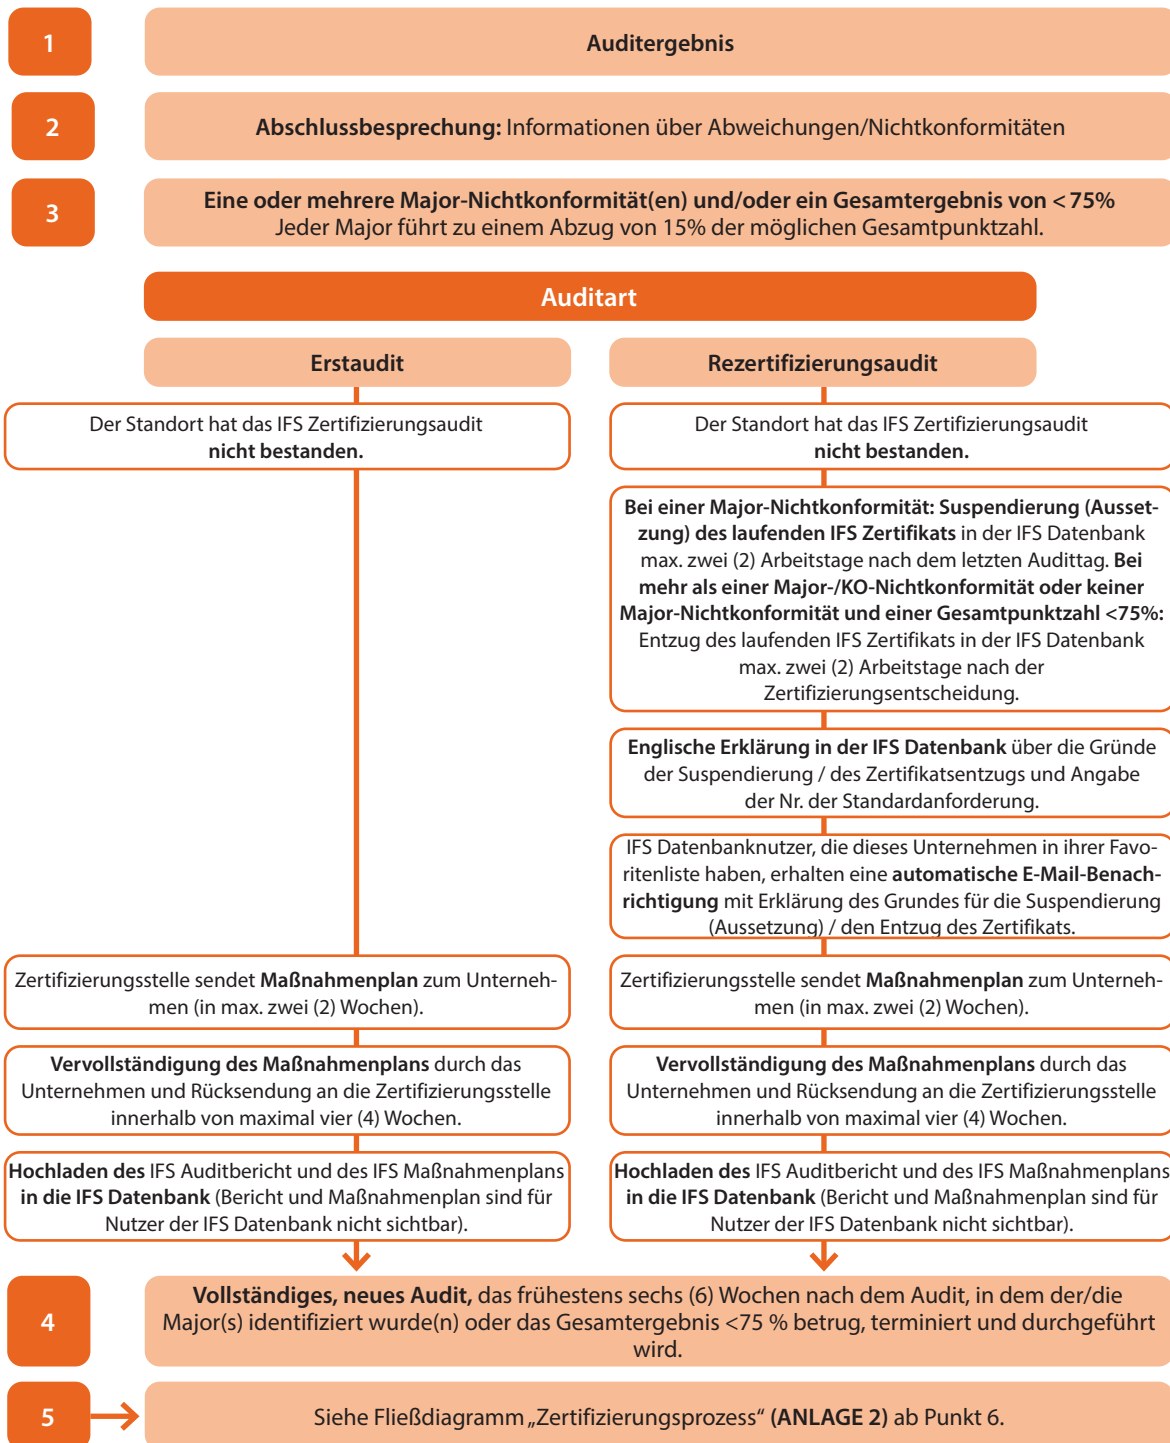 1
Auditergebnis
2
Abschlussbesprechung: Informationen über Abweichungen/Nichtkonformitäten
3
Eine oder mehrere Major-Nichtkonformität(en) und/oder ein Gesamtergebnis von < 75%
Jeder Major führt zu einem Abzug von 15% der möglichen Gesamtpunktzahl.
Auditart
Erstaudit
Der Standort hat das IFS Zertifizierungsaudit
nicht bestanden.
Zertifizierungsstelle sendet Maßnahmenplan zum Unterneh-
men (in max. zwei (2) Wochen).
Vervollständigung des Maßnahmenplans durch das
Unternehmen und Rücksendung an die Zertifizierungsstelle
innerhalb von maximal vier (4) Wochen.
Hochladen des IFS Auditbericht und des IFS Maßnahmenplans
in die IFS Datenbank (Bericht und Maßnahmenplan sind für
Nutzer der IFS Datenbank nicht sichtbar).
Rezertifizierungsaudit
Der Standort hat das IFS Zertifizierungsaudit
nicht bestanden.
Bei einer Major-Nichtkonformität: Suspendierung (Ausset-
zung) des laufenden IFS Zertifikats in der IFS Datenbank
max. zwei (2) Arbeitstage nach dem letzten Audittag. Bei
mehr als einer Major-/KO-Nichtkonformität oder keiner
Major-Nichtkonformität und einer Gesamtpunktzahl <75%:
Entzug des laufenden IFS Zertifikats in der IFS Datenbank
max. zwei (2) Arbeitstage nach der
Zertifizierungsentscheidung.
Englische Erklärung in der IFS Datenbank über die Gründe
der Suspendierung / des Zertifikatsentzugs und Angabe
der Nr. der Standardanforderung.
IFS Datenbanknutzer, die dieses Unternehmen in ihrer Favo-
ritenliste haben, erhalten eine automatische E-Mail-Benach-
richtigung mit Erklärung des Grundes für die Suspendierung
(Aussetzung) / den Entzug des Zertifikats.
Zertifizierungsstelle sendet Maßnahmenplan zum Unterneh-
men (in max. zwei (2) Wochen).
Vervollständigung des Maßnahmenplans durch das
Unternehmen und Rücksendung an die Zertifizierungsstelle
innerhalb von maximal vier (4) Wochen.
Hochladen des IFS Auditbericht und des IFS Maßnahmenplans
in die IFS Datenbank (Bericht und Maßnahmenplan sind für
Nutzer der IFS Datenbank nicht sichtbar).
4
Vollständiges, neues Audit, das frühestens sechs (6) Wochen nach dem Audit, in dem der/die
Major(s) identifiziert wurde(n) oder das Gesamtergebnis <75 % betrug, terminiert und durchgeführt
wird.
5
Siehe Fließdiagramm „Zertifizierungsprozess“ (ANLAGE 2) ab Punkt 6.